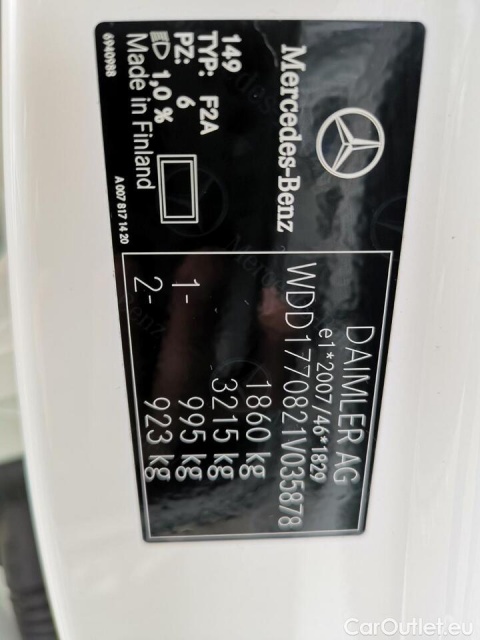 Mercedes-Benz
149
TYP: F2A
PZ: 6
1,0 %
Made in Finland
6940988
A 007 817 14 20
DAIMLER AG
e1*2007/46*1829
WDD1770821V035878
1860 kg
3215 kg
1- 995 kg
2- 923 kg
CarOutlet.eu